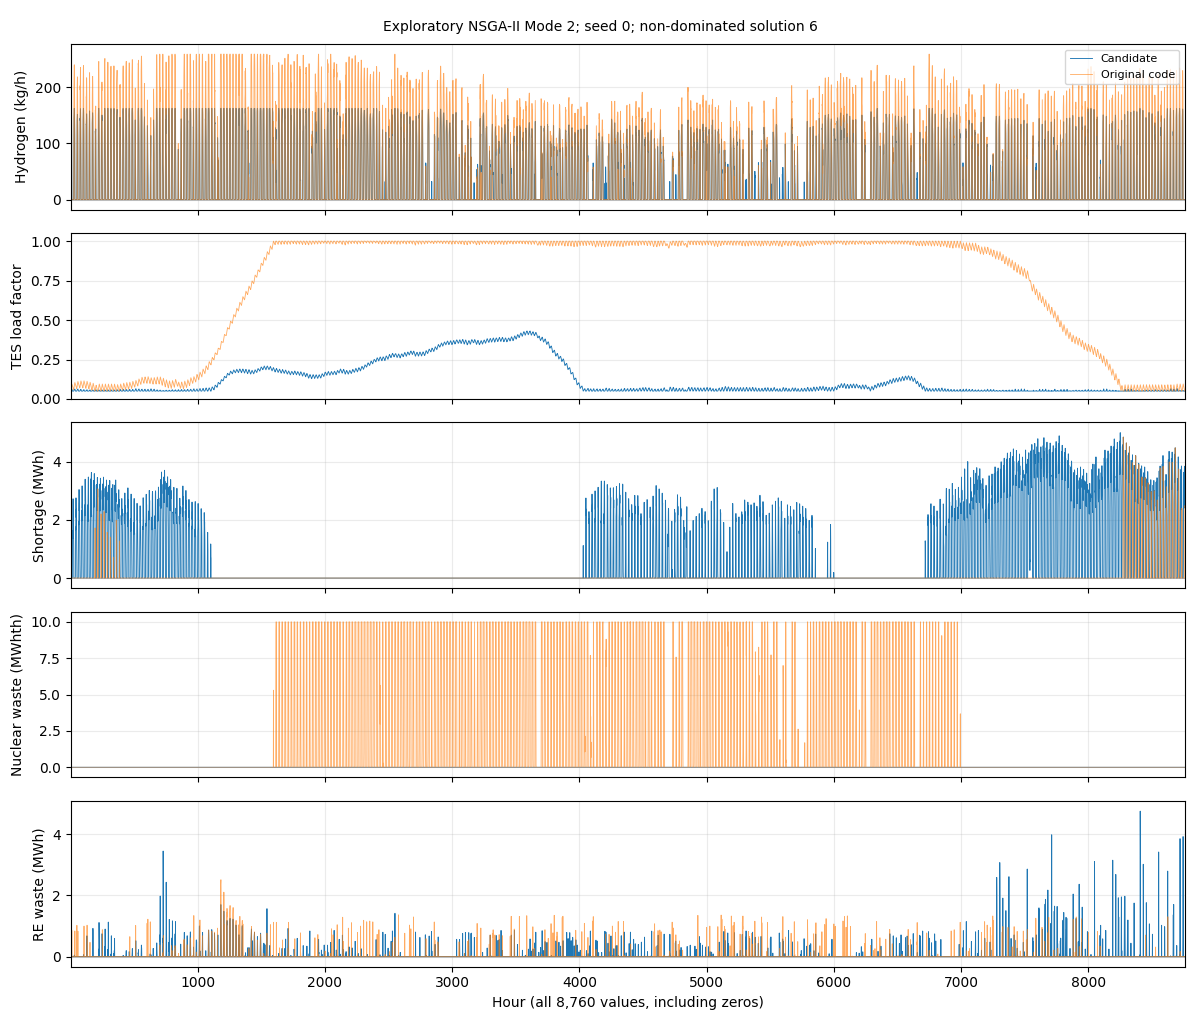 Exploratory NSGA-II Mode 2; seed 0; non-dominated solution 6
Hydrogen (kg/h)
200
100
0
Candidate
Original code
TES load factor
1.00
0.75
0.50
0.25
0.00
Shortage (MWh)
4
2
0
Nuclear waste (MWhth)
10.0
7.5
5.0
2.5
0.0
RE waste (MWh)
4
2
0
1000 2000 3000 4000 5000 6000 7000 8000
Hour (all 8,760 values, including zeros)